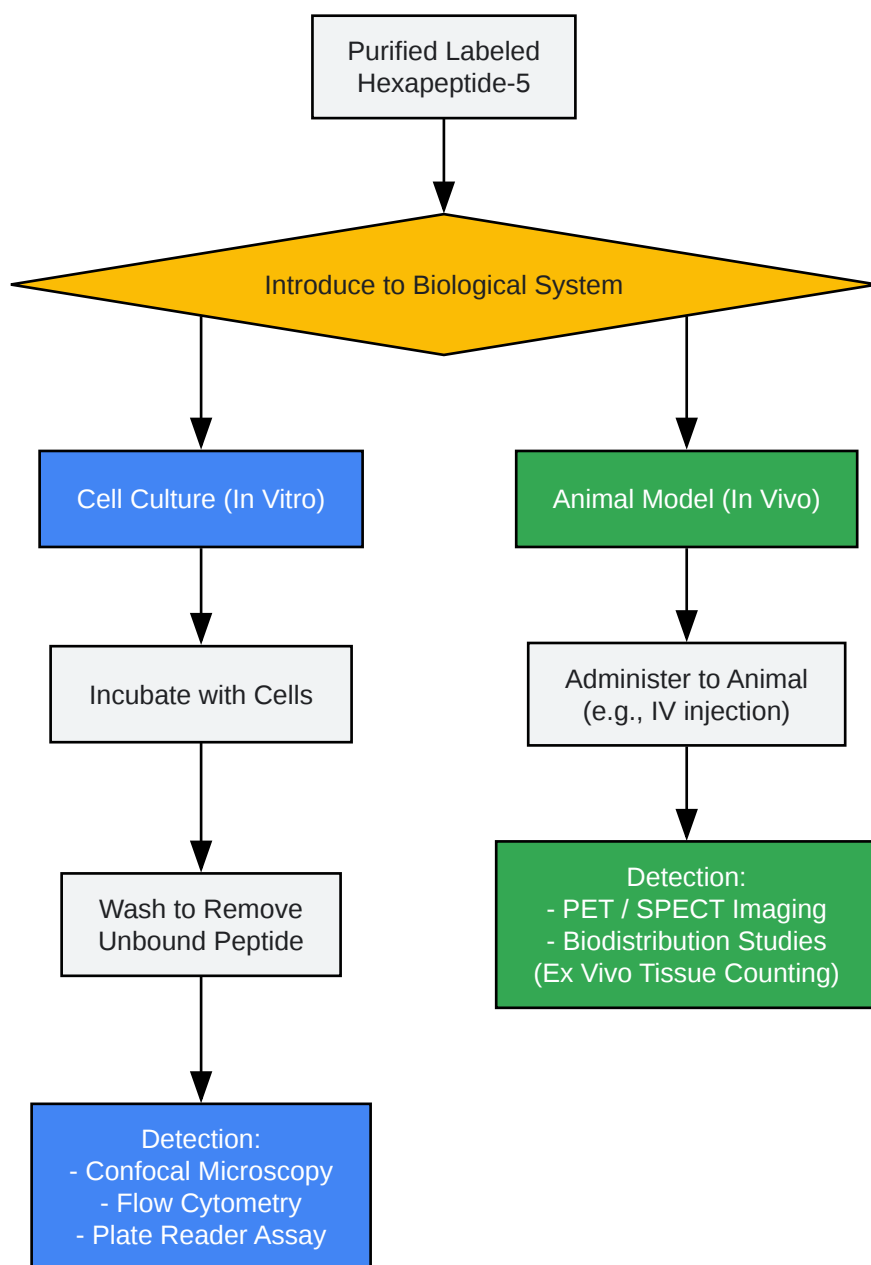 Purified Labeled
Hexapeptide-5
Introduce to Biological System
Cell Culture (In Vitro)
Animal Model (In Vivo)
Incubate with Cells
Administer to Animal
(e.g., IV injection)
Wash to Remove
Unbound Peptide
Detection:
- PET / SPECT Imaging
- Biodistribution Studies
(Ex Vivo Tissue Counting)
Detection:
- Confocal Microscopy
- Flow Cytometry
- Plate Reader Assay